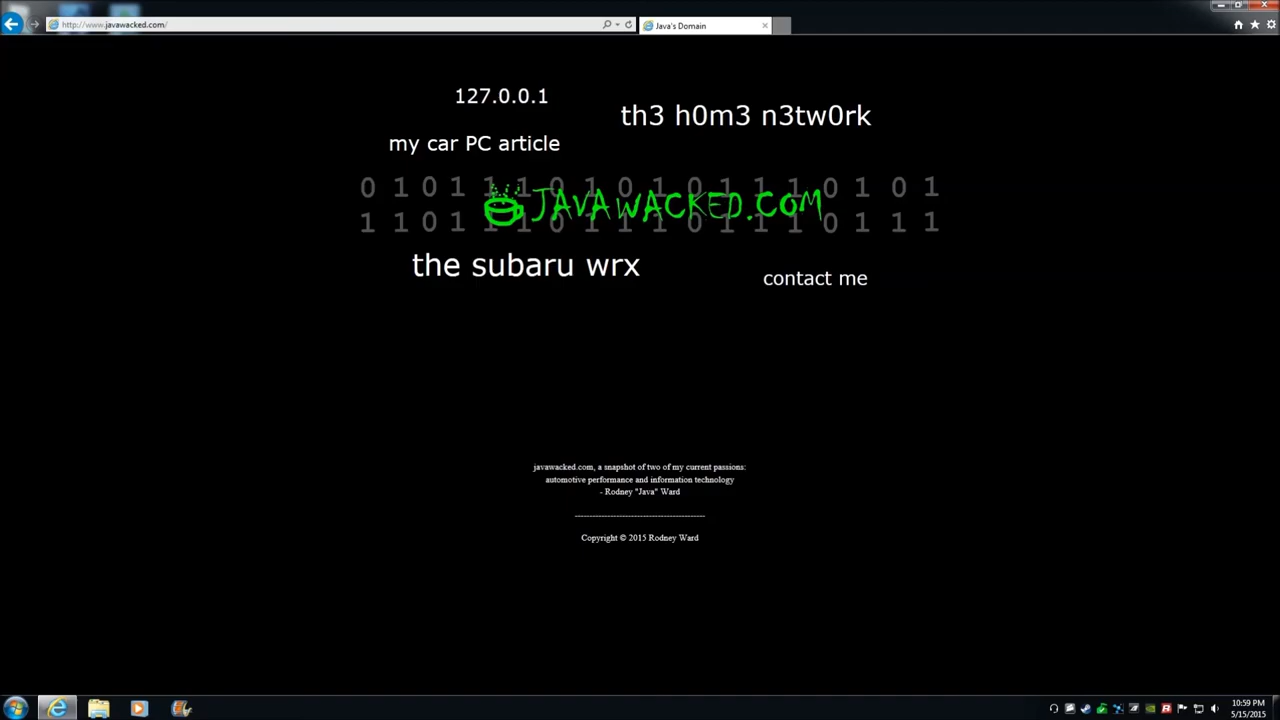 http://www.javawacked.com/
Java's Domain
127.0.0.1
th3 h0m3 n3tw0rk
my car PC article
0 1 0 1 1 1 0 1 0 1 0 1 0 1 1 1 0 1 0 1
JAVAWACKED.COM
1 1 0 1 1 1 0 1 1 1 0 1 1 1 0 1 1 1
the subaru wrx
contact me
javawacked.com, a snapshot of two of my current passions:
automotive performance and information technology
- Rodney "Java" Ward
--------------------------------------------
Copyright © 2015 Rodney Ward
10:59 PM
5/15/2015